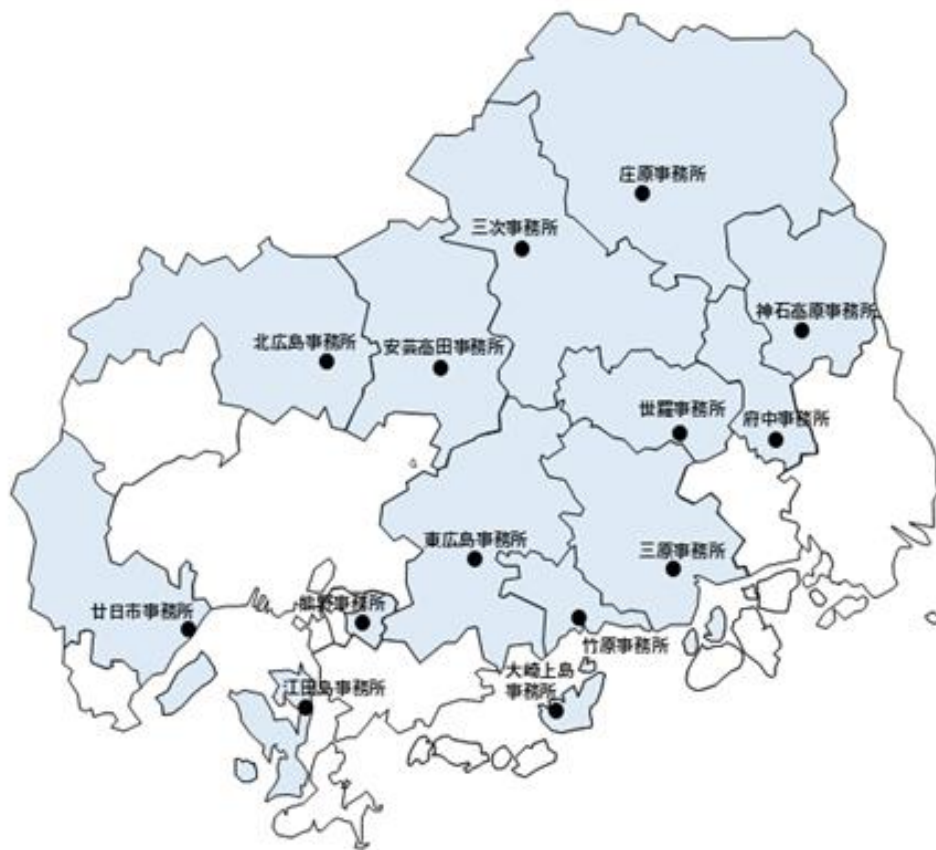 庄原事務所
三次事務所
神石高原事務所
北広島事務所
安芸高田事務所
世羅事務所
府中事務所
東広島事務所
三原事務所
熊野事務所
廿日市事務所
竹原事務所
大崎上島
事務所
江田島事務所